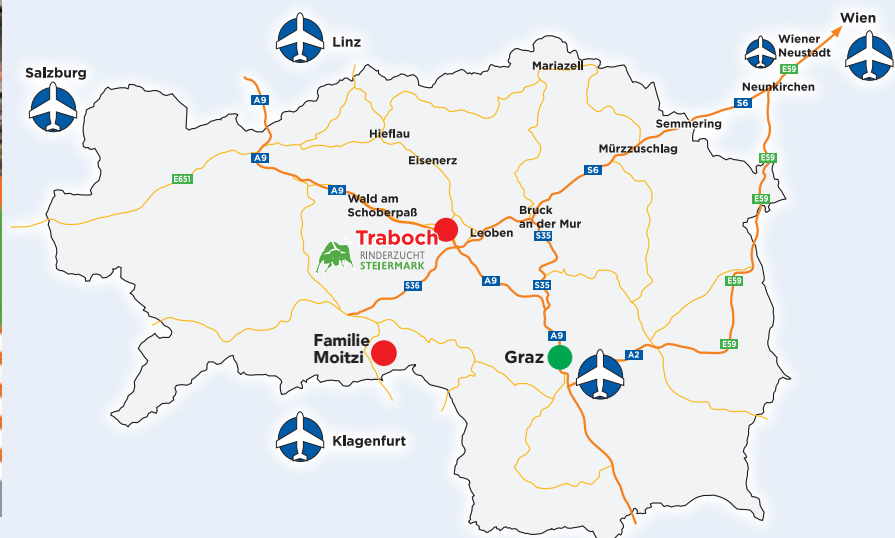 Wien
Linz
Wiener
Neustadt
E59
Salzburg
Mariazell
Neunkirchen
A9
S6
Semmering
Hieflau
Mürzzuschlag
A9
Eisenerz
E59
S6
E651
A9
Wald am
Schoberpaß
E59
Bruck
an der Mur
Traboch
Leoben
S35
RINDERZUCHT
STEIERMARK
S36
A9
S35
E59
Familie
Moitzi
A9
E59
Graz
A2
Klagenfurt